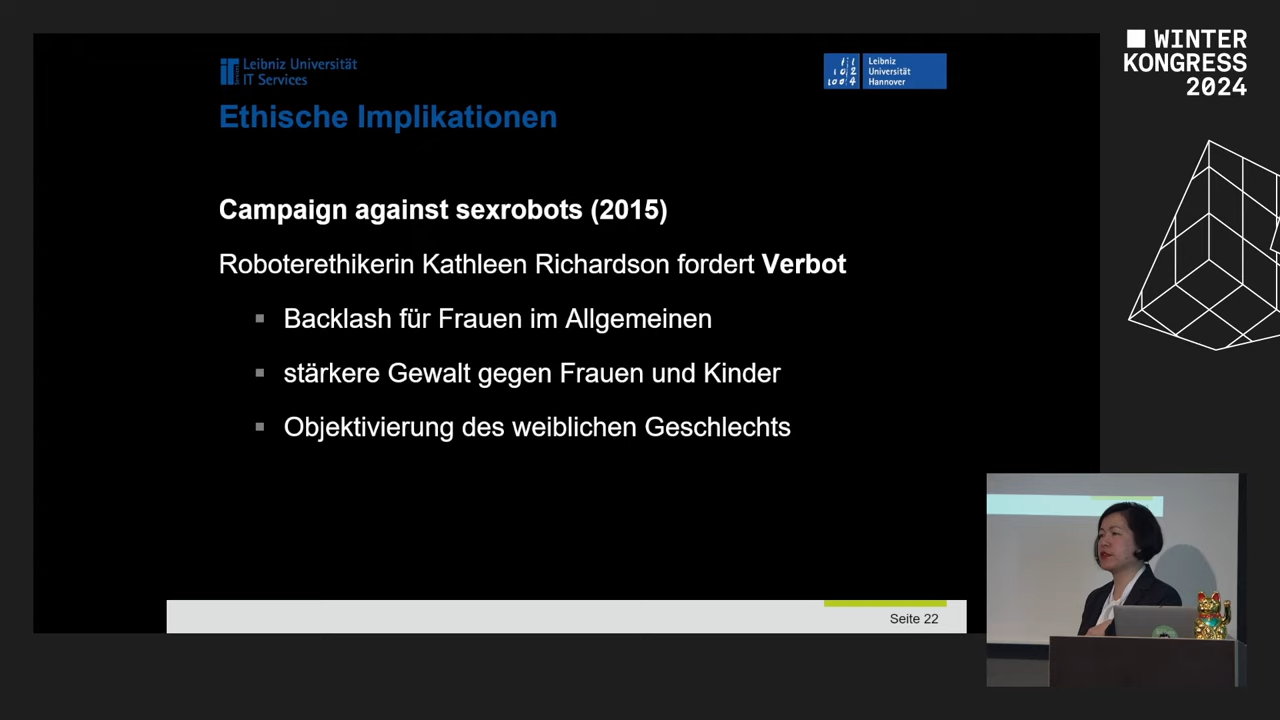 Leibniz Universität
IT Services
Leibniz
Universität
Hannover
WINTER
KONGRESS
2024
Ethische Implikationen
Campaign against sexrobots (2015)
Roboterethikerin Kathleen Richardson fordert Verbot
Backlash für Frauen im Allgemeinen
stärkere Gewalt gegen Frauen und Kinder
Objektivierung des weiblichen Geschlechts
Seite 22